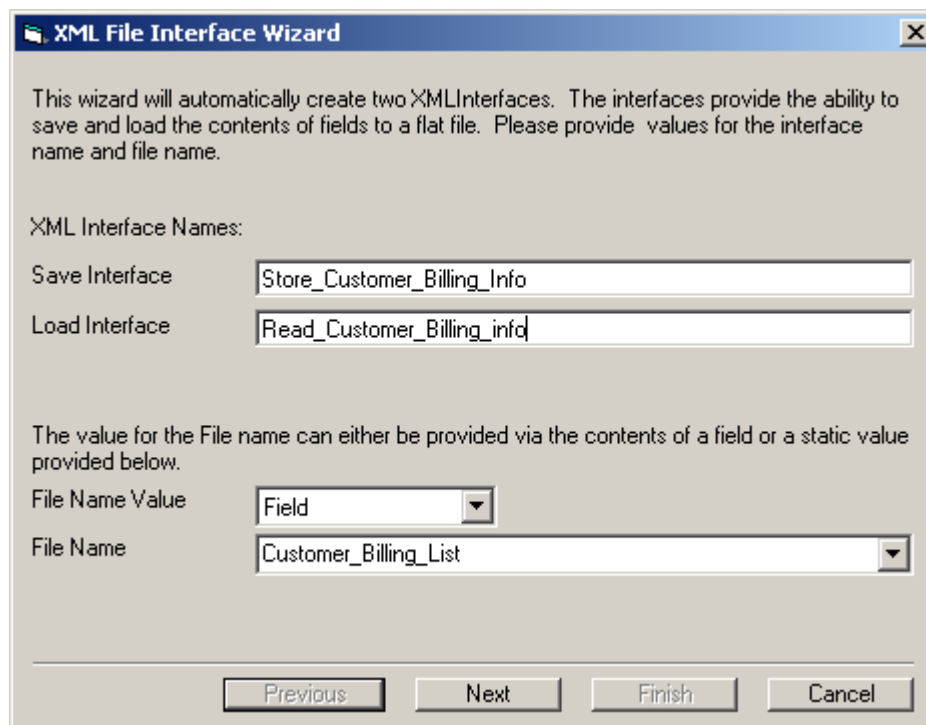 XML File Interface Wizard
This wizard will automatically create two XMLInterfaces.  The interfaces provide the ability to
save and load the contents of fields to a flat file.  Please provide  values for the interface
name and file name.
XML Interface Names:
Save Interface Store_Customer_Billing_Info
Load Interface Read_Customer_Billing_info
The value for the File name can either be provided via the contents of a field or a static value
provided below.
File Name Value Field
File Name Customer_Billing_List
Previous Next Finish Cancel